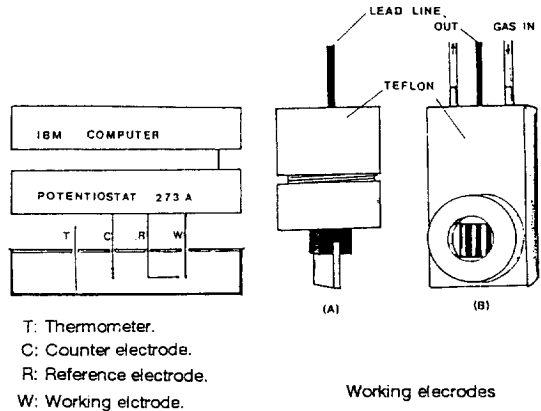 LEAD LINE
OUT GAS IN
TEFLON
IBM COMPUTER
POTENTIOSTAT 273 A
T C R W
(A) (B)
T: Thermometer.
C: Counter electrode.
R: Reference electrode.
W: Working elctrode.
Working elecrodes